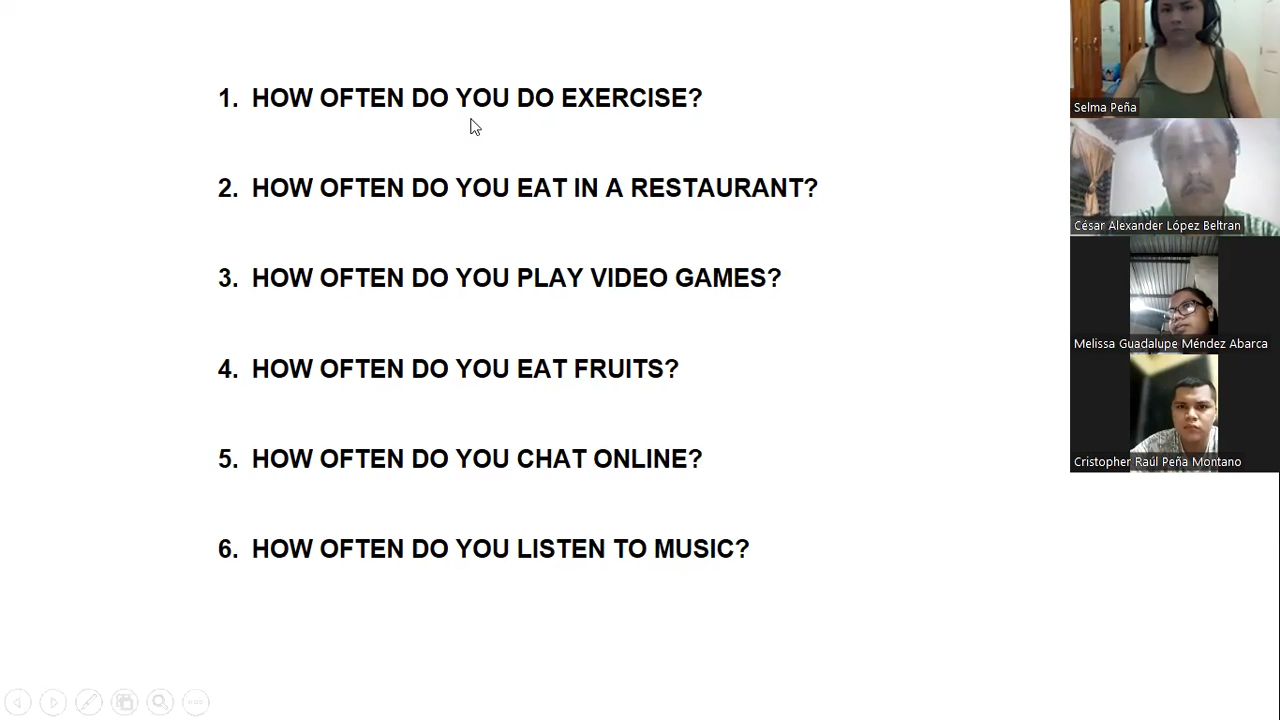 1. HOW OFTEN DO YOU DO EXERCISE?
2. HOW OFTEN DO YOU EAT IN A RESTAURANT?
3. HOW OFTEN DO YOU PLAY VIDEO GAMES?
4. HOW OFTEN DO YOU EAT FRUITS?
5. HOW OFTEN DO YOU CHAT ONLINE?
6. HOW OFTEN DO YOU LISTEN TO MUSIC?
Selma Peña
César Alexander López Beltran
Melissa Guadalupe Méndez Abarca
Cristopher Raúl Peña Montano